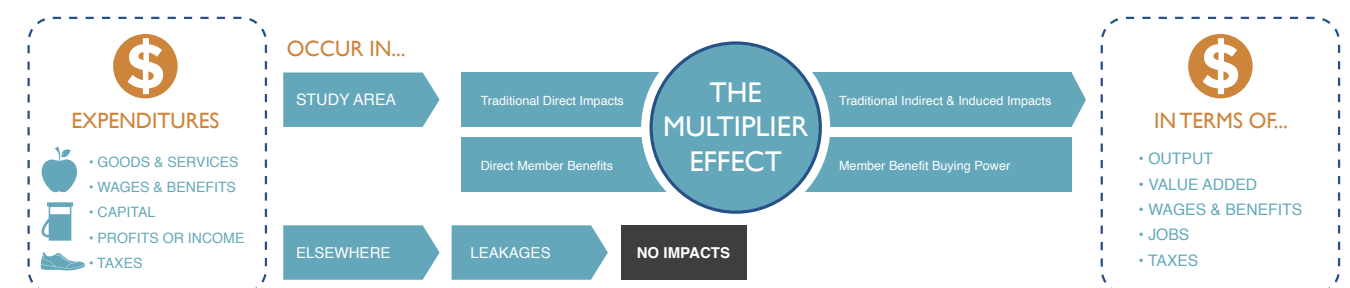 $
EXPENDITURES
• GOODS & SERVICES
• WAGES & BENEFITS
• CAPITAL
• PROFITS OR INCOME
• TAXES
OCCUR IN...
STUDY AREA
Traditional Direct Impacts
Direct Member Benefits
THE
MULTIPLIER
EFFECT
Traditional Indirect & Induced Impacts
Member Benefit Buying Power
ELSEWHERE
LEAKAGES
NO IMPACTS
$
IN TERMS OF...
• OUTPUT
• VALUE ADDED
• WAGES & BENEFITS
• JOBS
• TAXES